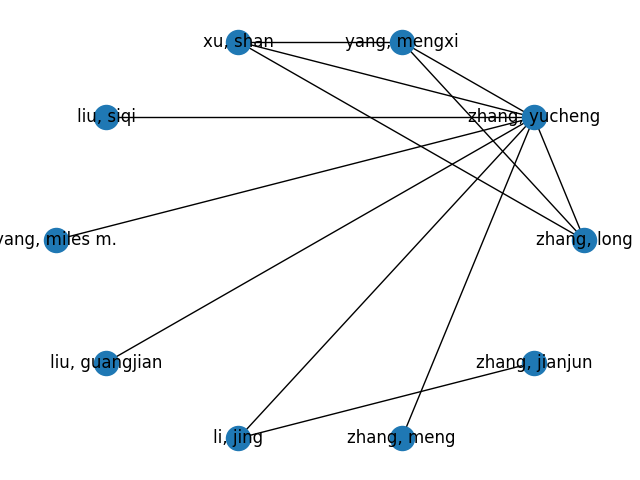 xu, shan
yang, mengxi
liu, siqi
zhang, yucheng
yang, miles m.
zhang, long
liu, guangjian
zhang, jianjun
li, jing
zhang, meng